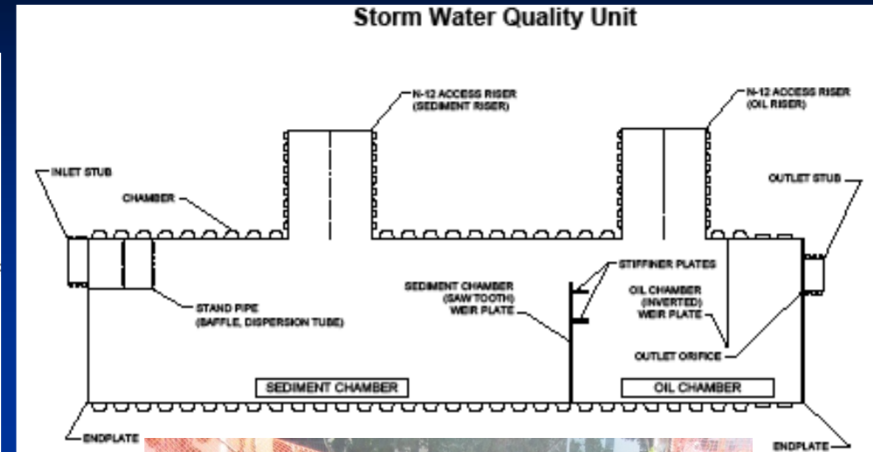 Storm Water Quality Unit
N-12 ACCESS RISER
(SEDIMENT RISER)
N-12 ACCESS RISER
(OIL RISER)
INLET STUB
OUTLET STUB
CHAMBER
STIFFINER PLATES
SEDIMENT CHAMBER
(SAW TOOTH)
WEIR PLATE
OIL CHAMBER
(INVERTED)
WEIR PLATE
STAND PIPE
(BAFFLE, DISPERSION TUBE)
OUTLET ORIFICE
SEDIMENT CHAMBER
OIL CHAMBER
ENDPLATE
ENDPLATE